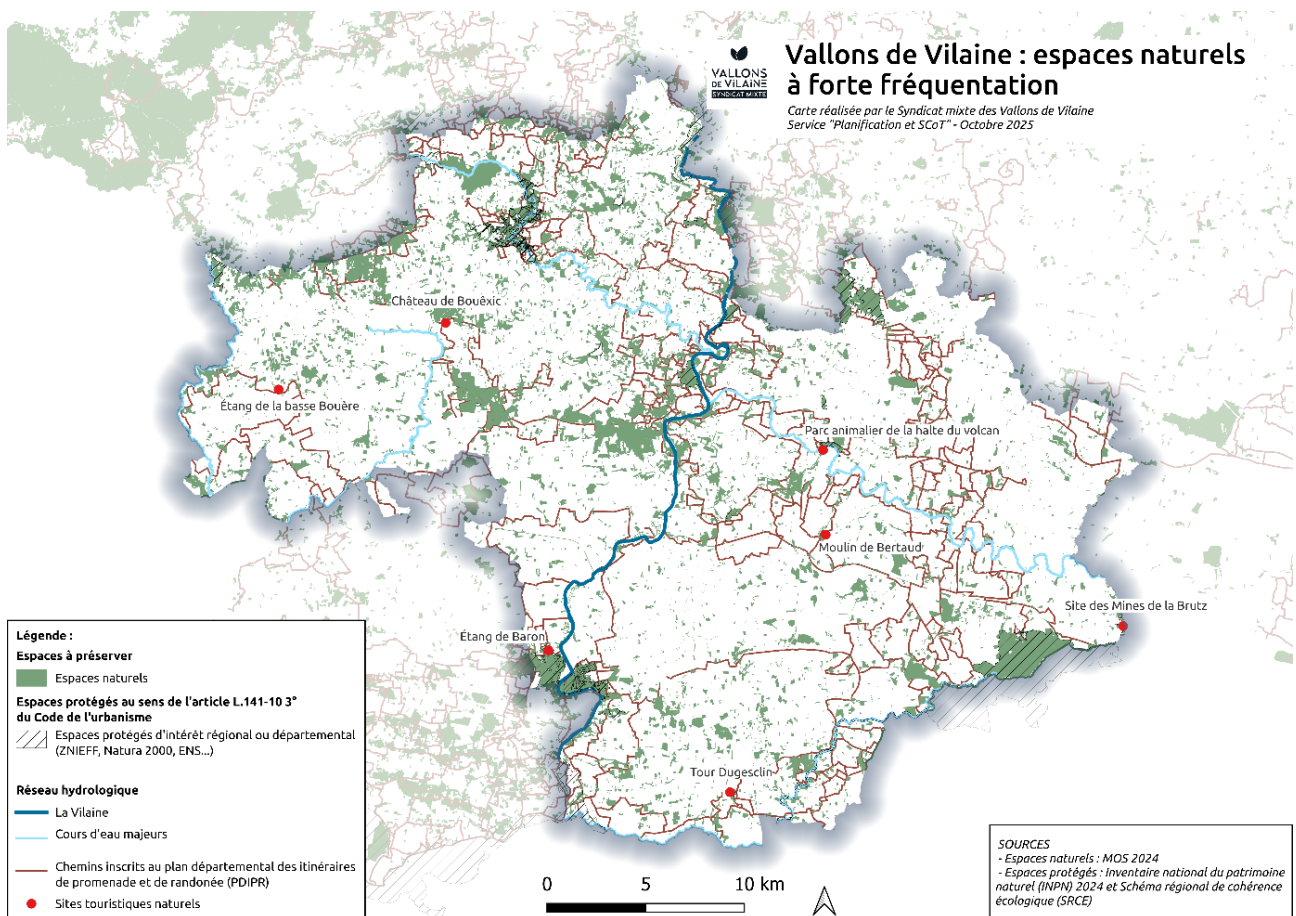 VALLONS
DE VILAINE
SYNDICAT MIXTE
Vallons de Vilaine : espaces naturels
à forte fréquentation
Carte réalisée par le Syndicat mixte des Vallons de Vilaine
Service "Planification et SCoT" - Octobre 2025
Château de Bouêxic
Étang de la basse Bouère
Parc animalier de la halte du volcan
Moulin de Bertaud
Site des Mines de la Brutz
Étang de Baron
Tour Dugesclin
Légende :
Espaces à préserver
Espaces naturels
Espaces protégés au sens de l'article L.141-10 3°
du Code de l'urbanisme
Espaces protégés d'intérêt régional ou départemental
(ZNIEFF, Natura 2000, ENS...)
Réseau hydrologique
La Vilaine
Cours d'eau majeurs
Chemins inscrits au plan départemental des itinéraires
de promenade et de randonée (PDIPR)
Sites touristiques naturels
0 5 10 km
SOURCES
- Espaces naturels : MOS 2024
- Espaces protégés : Inventaire national du patrimoine
naturel (INPN) 2024 et Schéma régional de cohérence
écologique (SRCE)